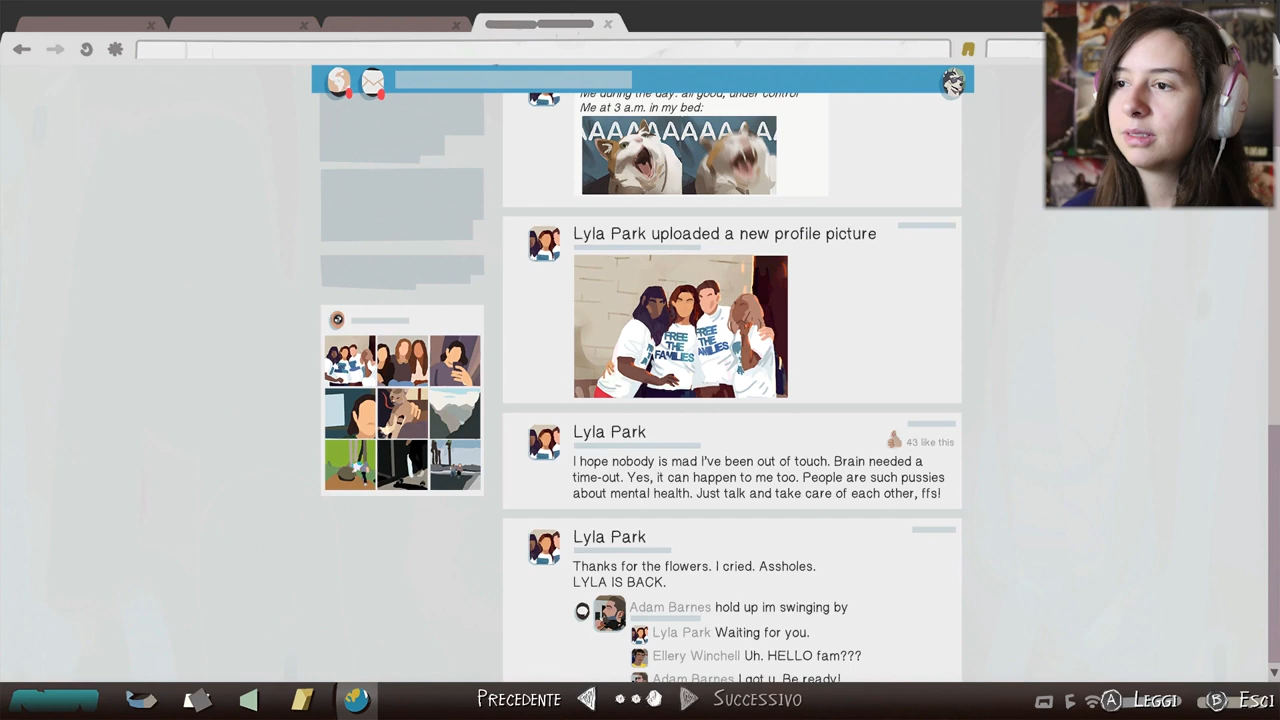 Me during the day: all good, under control
Me at 3 a.m. in my bed:
AAAAAAAAAAA
Lyla Park uploaded a new profile picture
FREE THE FAMILIES
FREE THE FAMILIES
Lyla Park
43 like this
I hope nobody is mad I've been out of touch. Brain needed a
time-out. Yes, it can happen to me too. People are such pussies
about mental health. Just talk and take care of each other, ffs!
Lyla Park
Thanks for the flowers. I cried. Assholes.
LYLA IS BACK.
Adam Barnes hold up im swinging by
Lyla Park Waiting for you.
Ellery Winchell Uh. HELLO fam???
Adam Barnes I got u. Be ready!
PRECEDENTE
SUCCESSIVO
A LEGGI
B ESCI